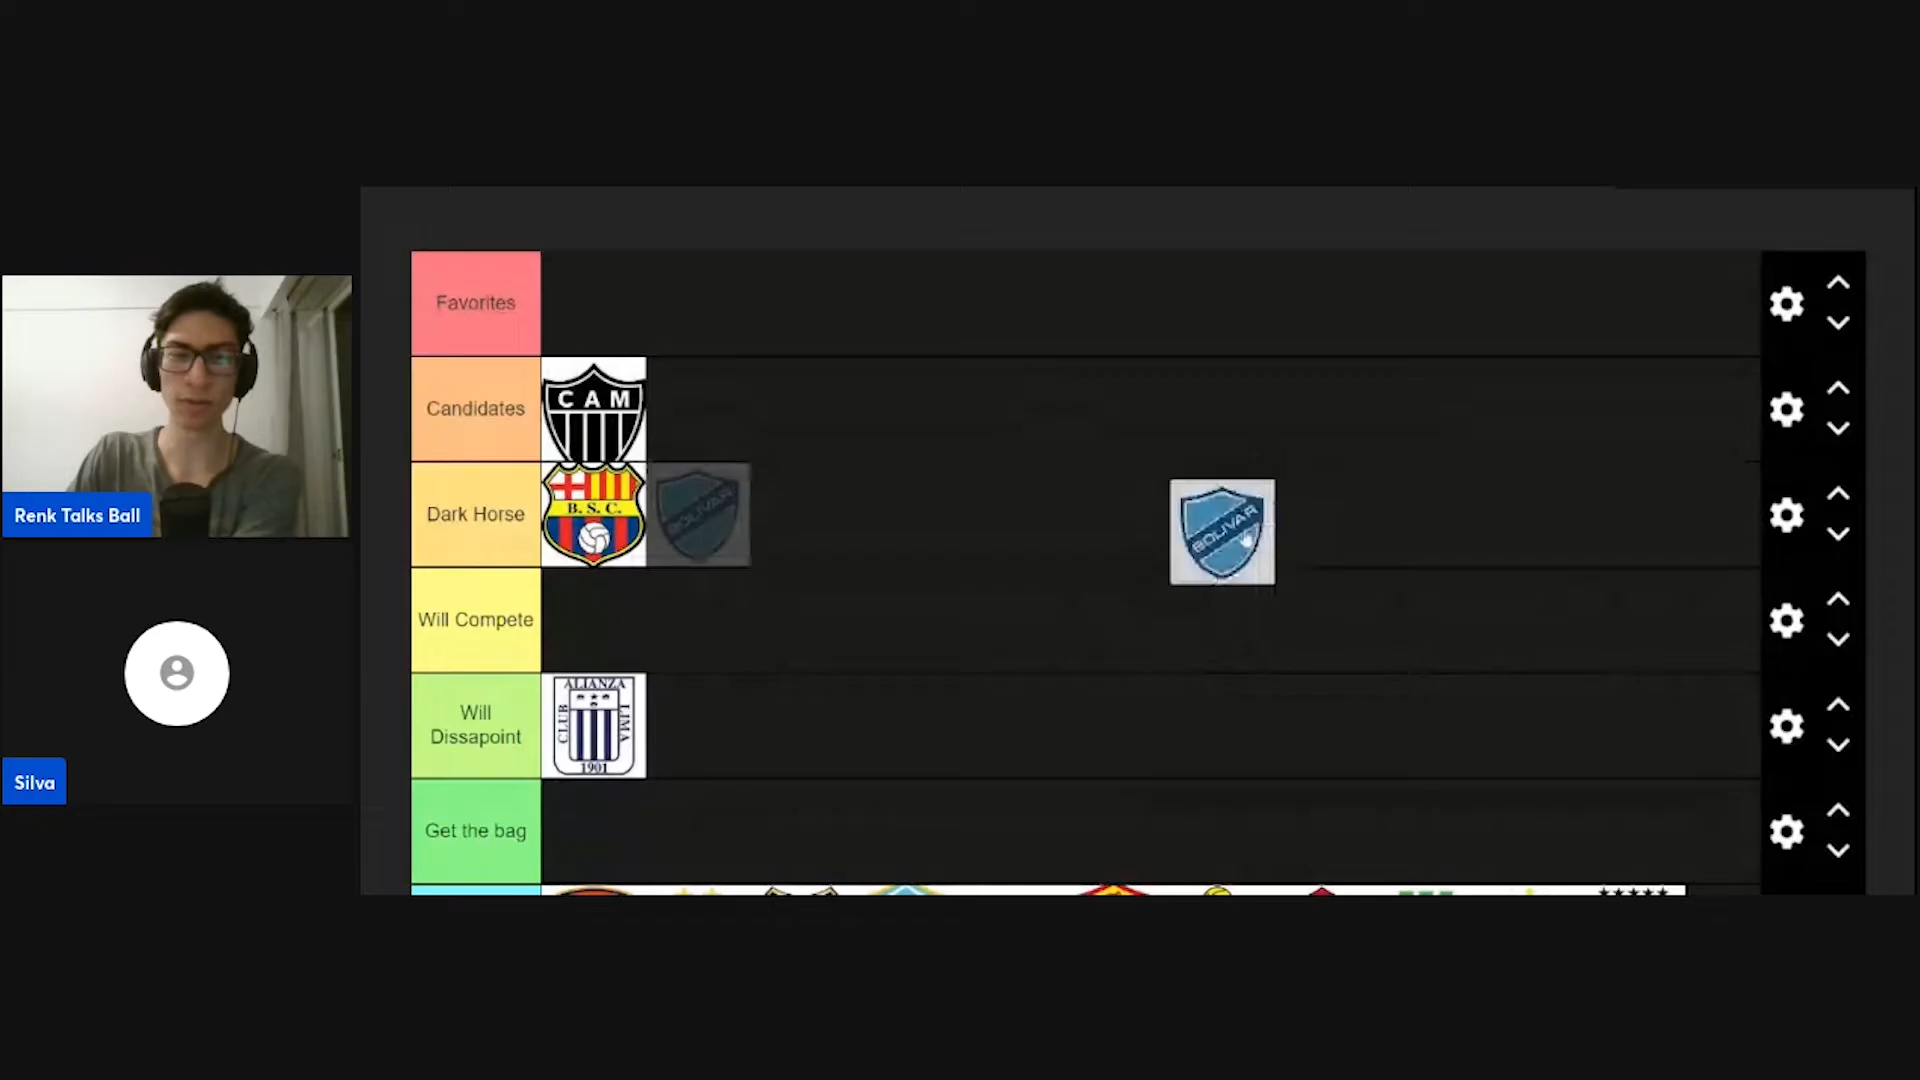 Favorites
Candidates
CAM
Dark Horse
B. S. C.
BOLIVAR
BOLIVAR
Will Compete
Will
Dissapoint
ALIANZA
CLUB
LIMA
1901
Get the bag
Renk Talks Ball
Silva